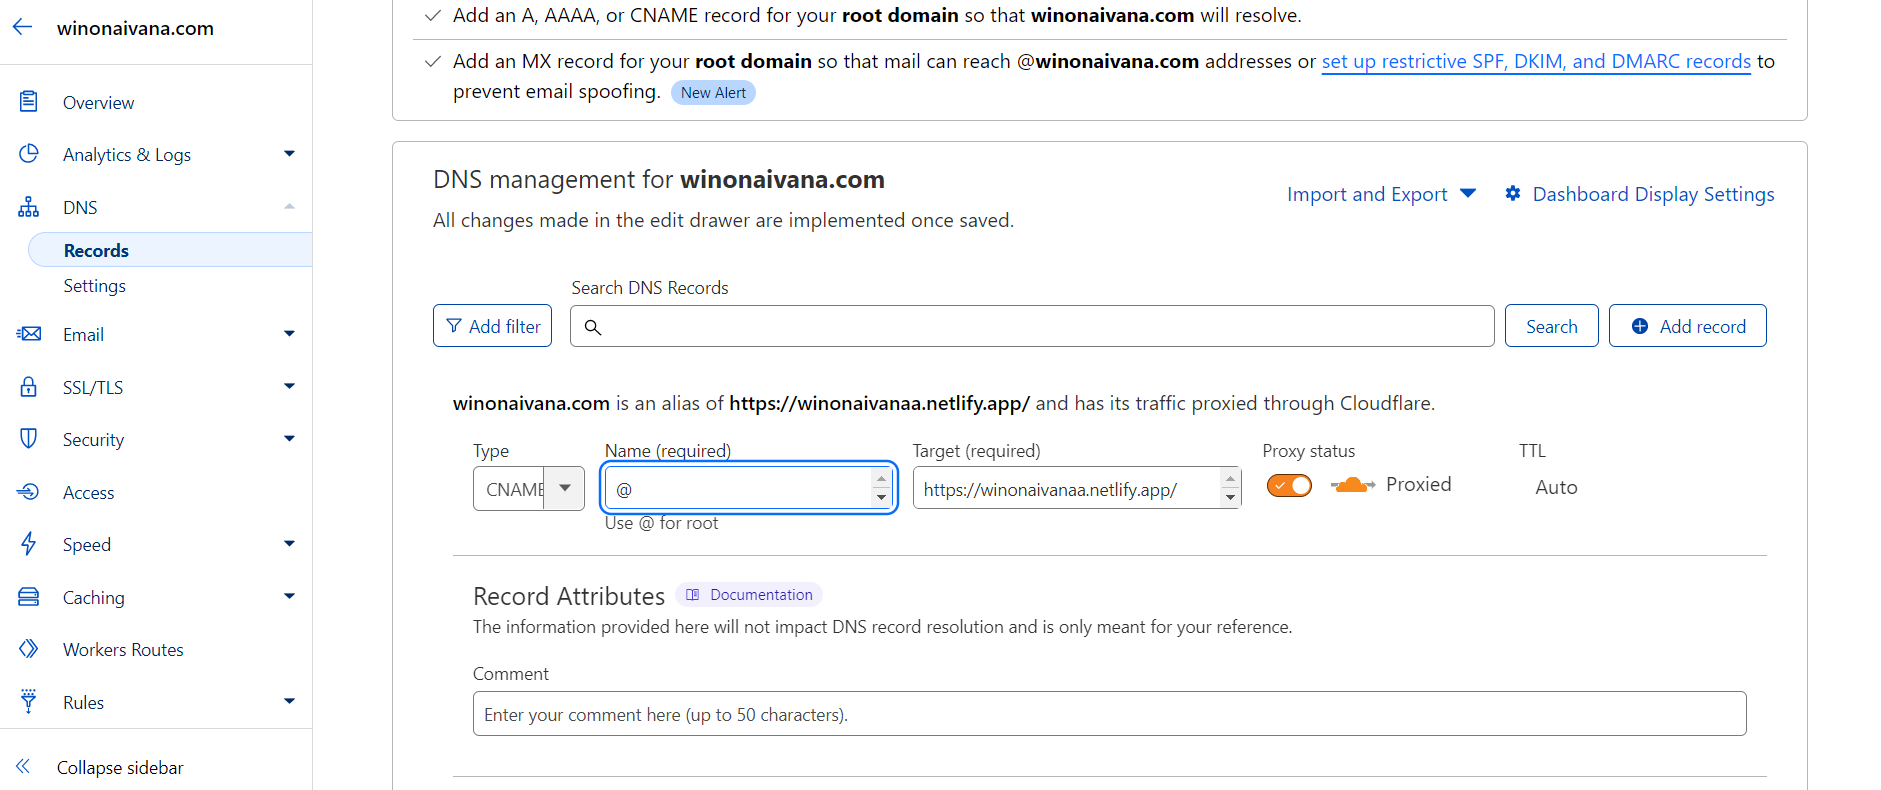 winonaivana.com
Overview
Analytics & Logs
DNS
Records
Settings
Email
SSL/TLS
Security
Access
Speed
Caching
Workers Routes
Rules
Collapse sidebar
Add an A, AAAA, or CNAME record for your root domain so that winonaivana.com will resolve.
Add an MX record for your root domain so that mail can reach @winonaivana.com addresses or set up restrictive SPF, DKIM, and DMARC records to
prevent email spoofing. New Alert
DNS management for winonaivana.com
Import and Export
Dashboard Display Settings
All changes made in the edit drawer are implemented once saved.
Search DNS Records
Add filter
Search
Add record
winonaivana.com is an alias of https://winonaivanaa.netlify.app/ and has its traffic proxied through Cloudflare.
Type
Name (required)
Target (required)
Proxy status
TTL
CNAME
@
https://winonaivanaa.netlify.app/
Proxied
Auto
Use @ for root
Record Attributes
Documentation
The information provided here will not impact DNS record resolution and is only meant for your reference.
Comment
Enter your comment here (up to 50 characters).